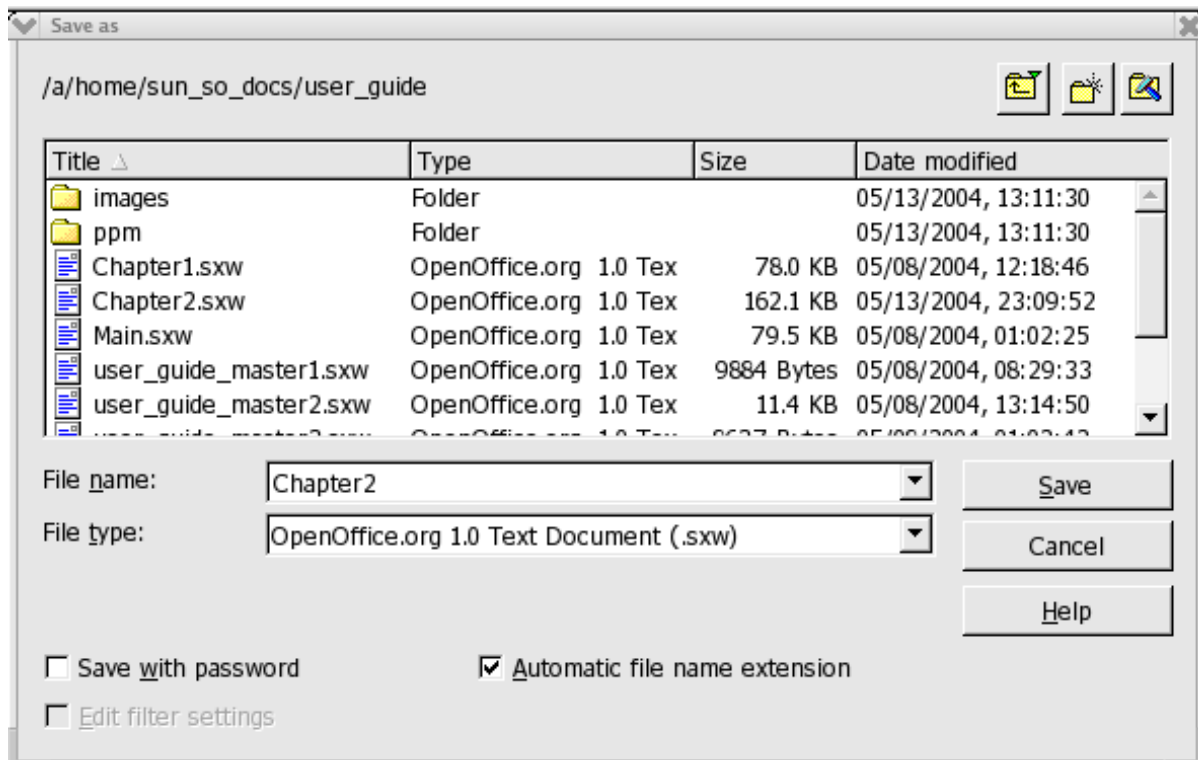 Save as
/a/home/sun_so_docs/user_guide
Title Type Size Date modified
images Folder 05/13/2004, 13:11:30
ppm Folder 05/13/2004, 13:11:30
Chapter1.sxw OpenOffice.org 1.0 Tex 78.0 KB 05/08/2004, 12:18:46
Chapter2.sxw OpenOffice.org 1.0 Tex 162.1 KB 05/13/2004, 23:09:52
Main.sxw OpenOffice.org 1.0 Tex 79.5 KB 05/08/2004, 01:02:25
user_guide_master1.sxw OpenOffice.org 1.0 Tex 9884 Bytes 05/08/2004, 08:29:33
user_guide_master2.sxw OpenOffice.org 1.0 Tex 11.4 KB 05/08/2004, 13:14:50
File name: Chapter2 Save
File type: OpenOffice.org 1.0 Text Document (.sxw) Cancel
Help
Save with password Automatic file name extension
Edit filter settings